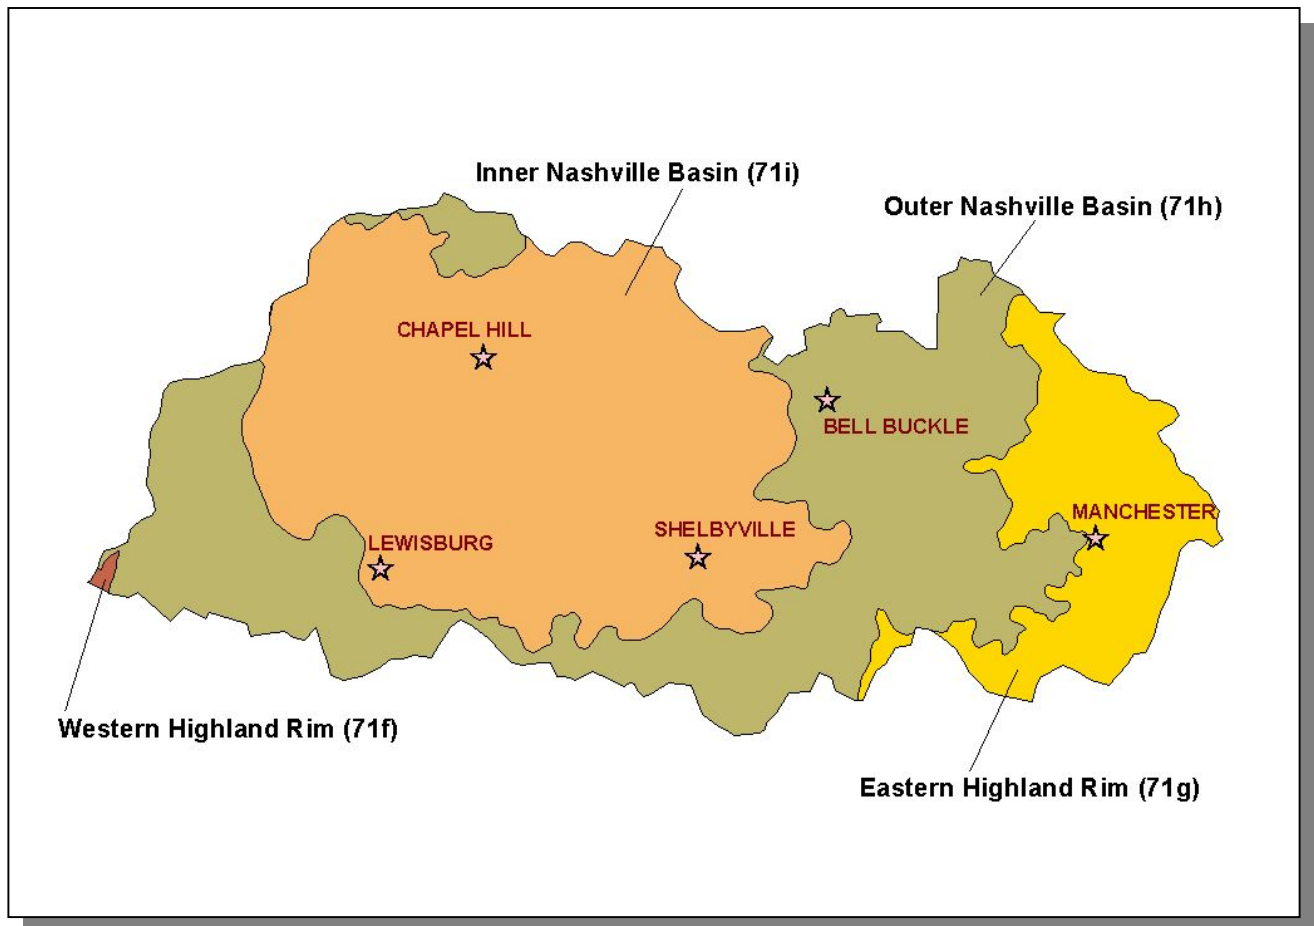 Inner Nashville Basin (71i)
Outer Nashville Basin (71h)
CHAPEL HILL
BELL BUCKLE
MANCHESTER
SHELBYVILLE
LEWISBURG
Western Highland Rim (71f)
Eastern Highland Rim (71g)